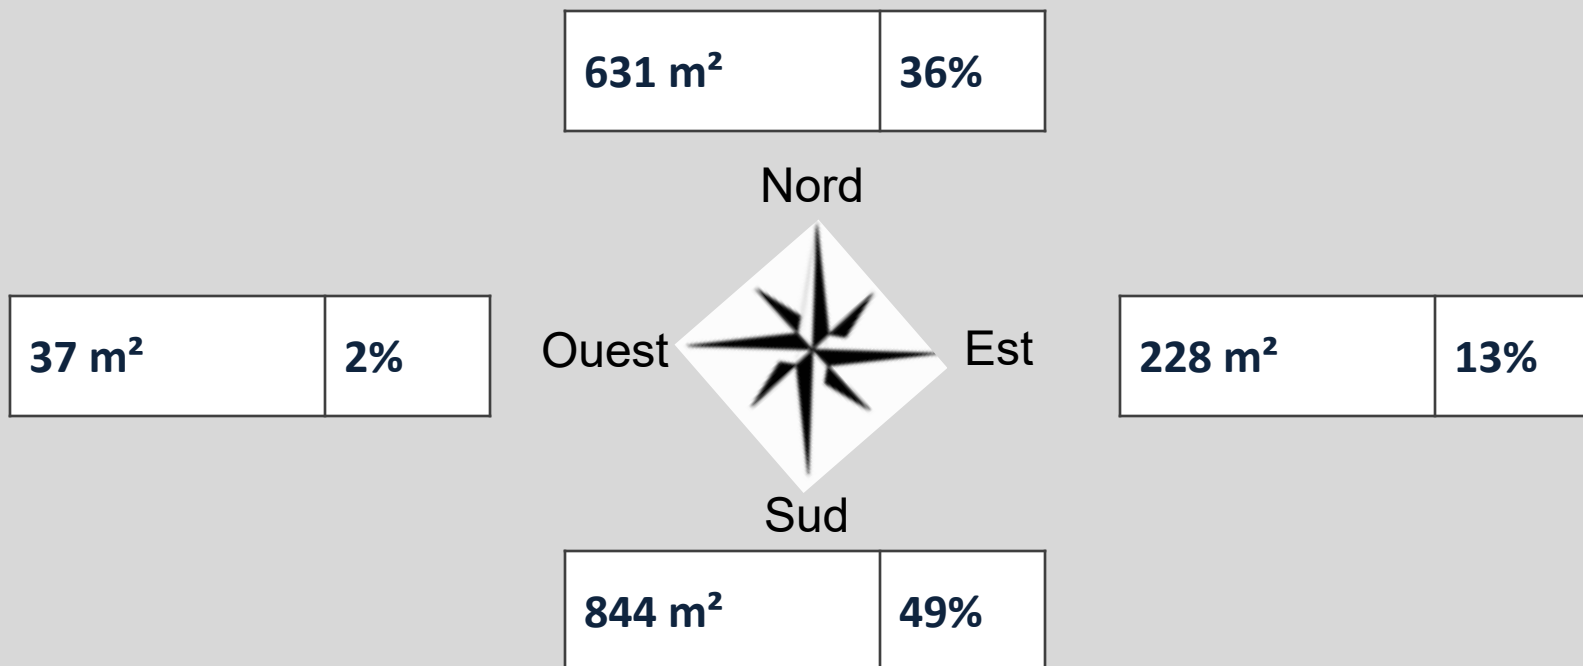 631 m² 36%
Nord
37 m² 2%
Ouest
Est
228 m² 13%
Sud
844 m² 49%